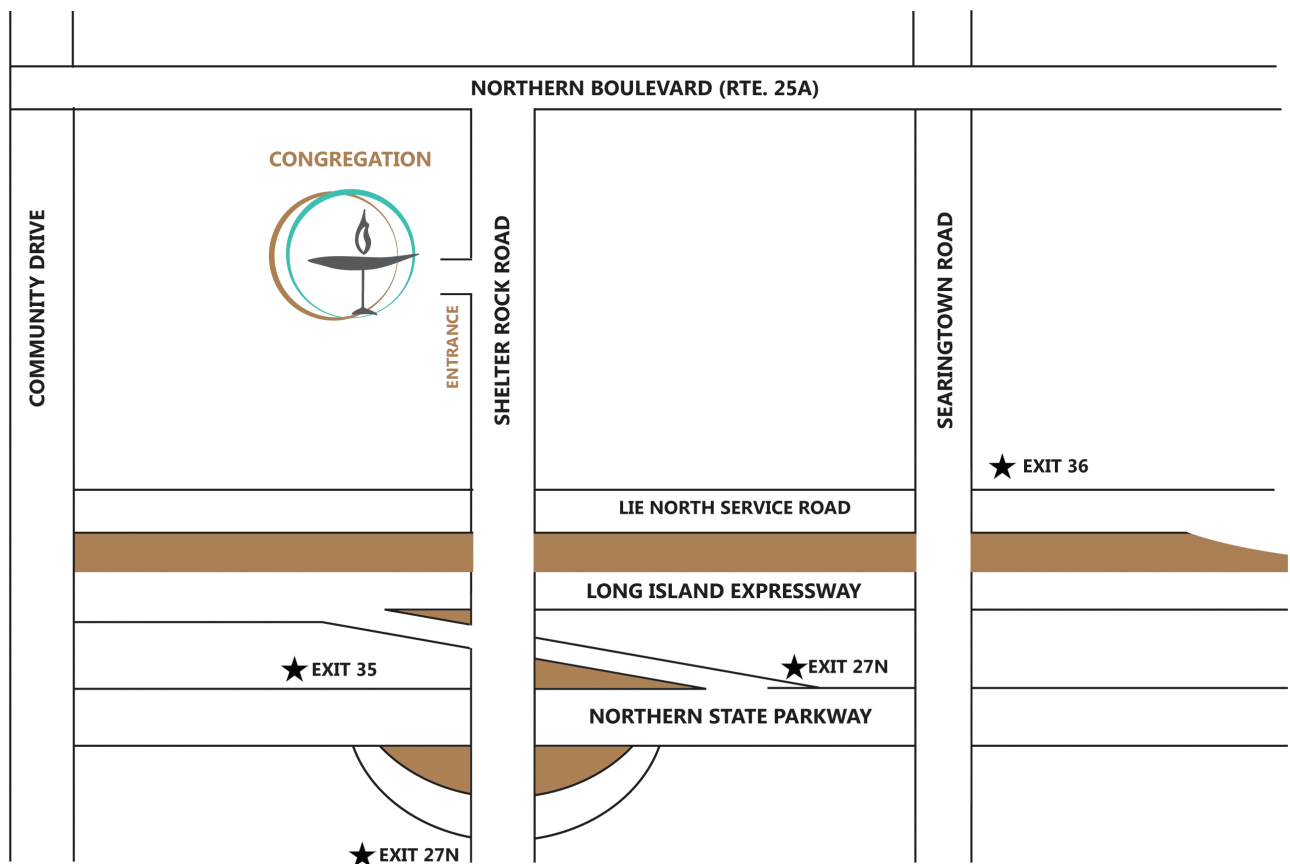 NORTHERN BOULEVARD (RTE. 25A)
CONGREGATION
COMMUNITY DRIVE
ENTRANCE
SHELTER ROCK ROAD
SEARINGTOWN ROAD
EXIT 36
LIE NORTH SERVICE ROAD
LONG ISLAND EXPRESSWAY
EXIT 35
EXIT 27N
NORTHERN STATE PARKWAY
EXIT 27N